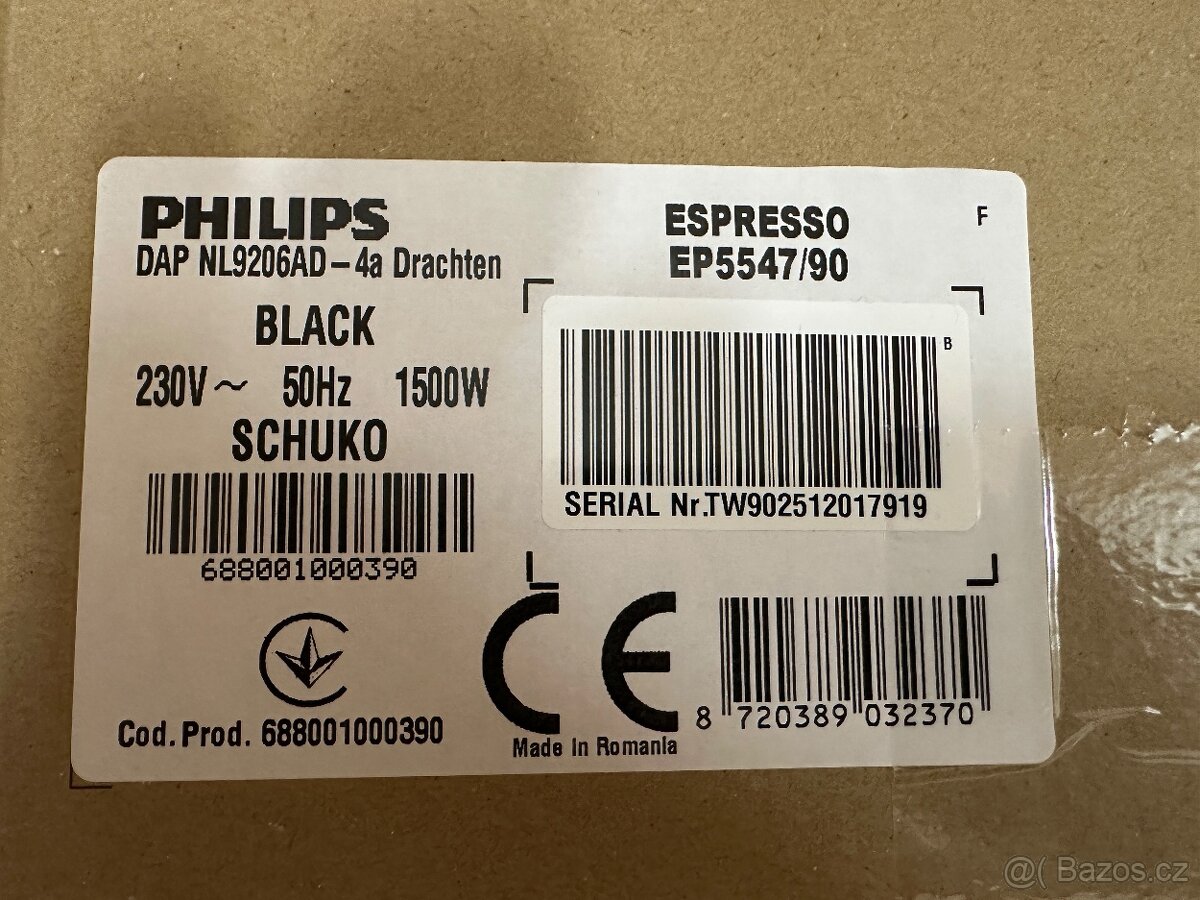 PHILIPS
DAP NL9206AD-4a Drachten
BLACK
230V~ 50Hz 1500W
SCHUKO
688001000390
Cod. Prod. 688001000390
ESPRESSO
EP5547/90
F
B
SERIAL Nr.TW902512017919
CE
Made In Romania
8 720389 032370
@( Bazos.cz